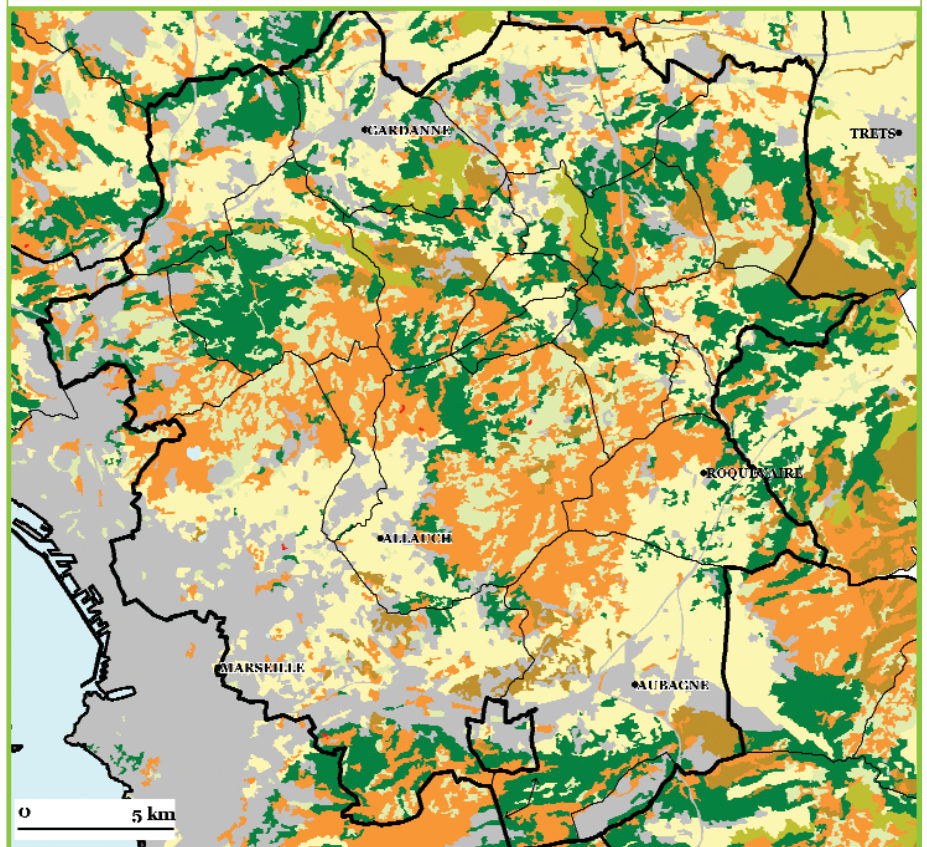 GARDANNE
TRETS
ROQUEVAIRE
ALLAUCH
MARSEILLE
AUBAGNE
0 5 km